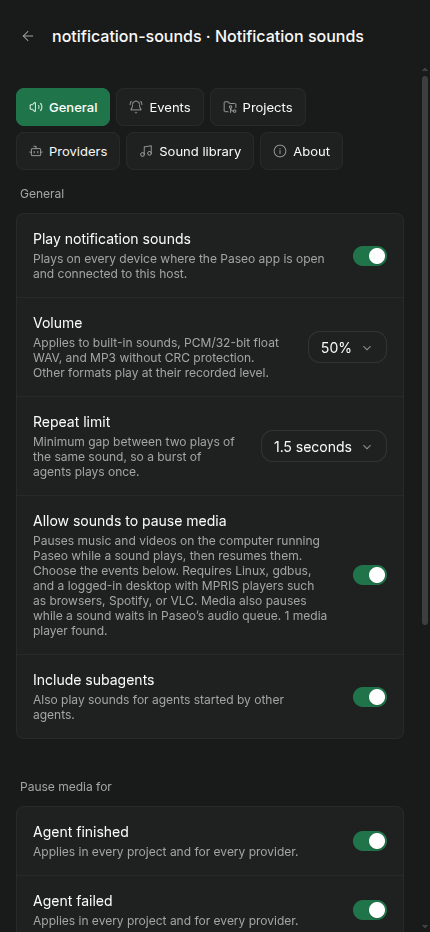 notification-sounds · Notification sounds
General
Events
Projects
Providers
Sound library
About
General
Play notification sounds
Plays on every device where the Paseo app is open
and connected to this host.
Volume
Applies to built-in sounds, PCM/32-bit float
WAV, and MP3 without CRC protection.
Other formats play at their recorded level.
50%
Repeat limit
Minimum gap between two plays of
the same sound, so a burst of
agents plays once.
1.5 seconds
Allow sounds to pause media
Pauses music and videos on the computer running
Paseo while a sound plays, then resumes them.
Choose the events below. Requires Linux, gdbus,
and a logged-in desktop with MPRIS players such
as browsers, Spotify, or VLC. Media also pauses
while a sound waits in Paseo’s audio queue. 1 media
player found.
Include subagents
Also play sounds for agents started by other
agents.
Pause media for
Agent finished
Applies in every project and for every provider.
Agent failed
Applies in every project and for every provider.